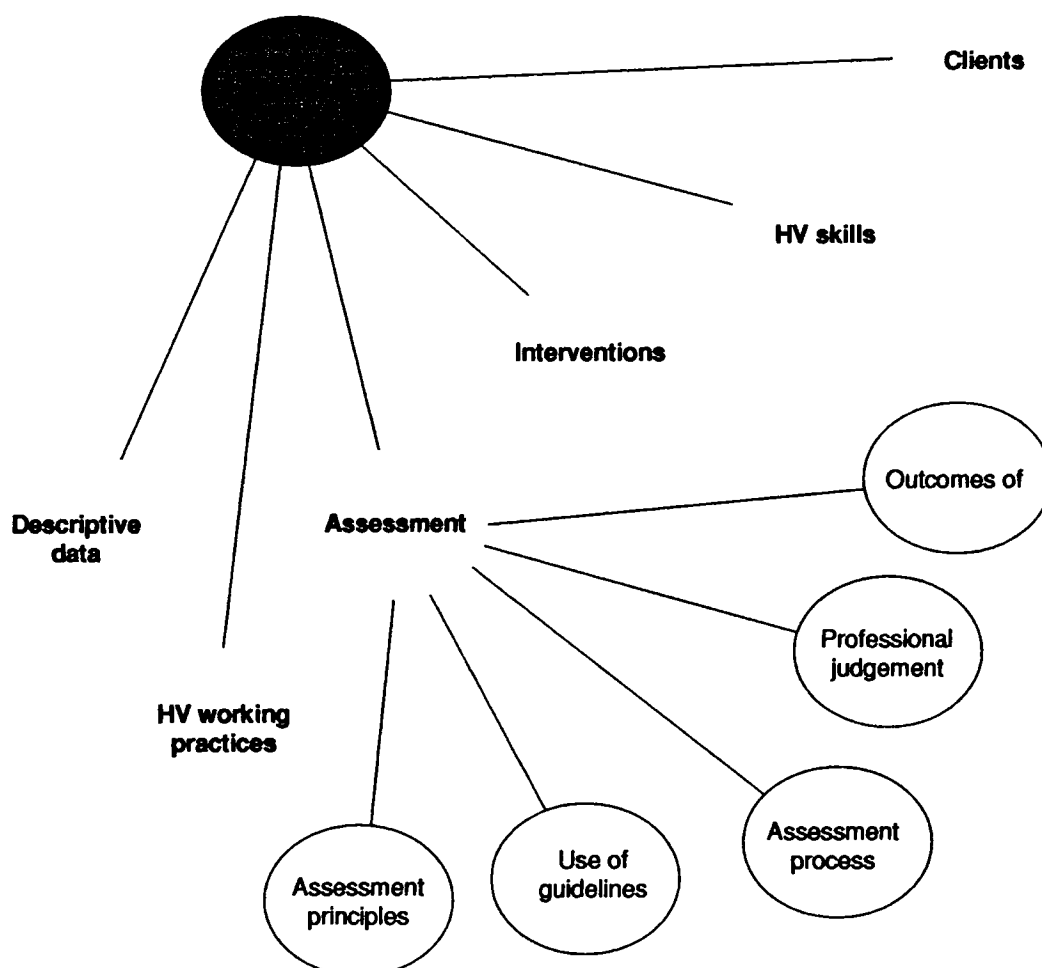 Clients
HV skills
Interventions
Outcomes of
Descriptive
data
Assessment
Professional
judgement
HV working
practices
Assessment
process
Use of
guidelines
Assessment
principles